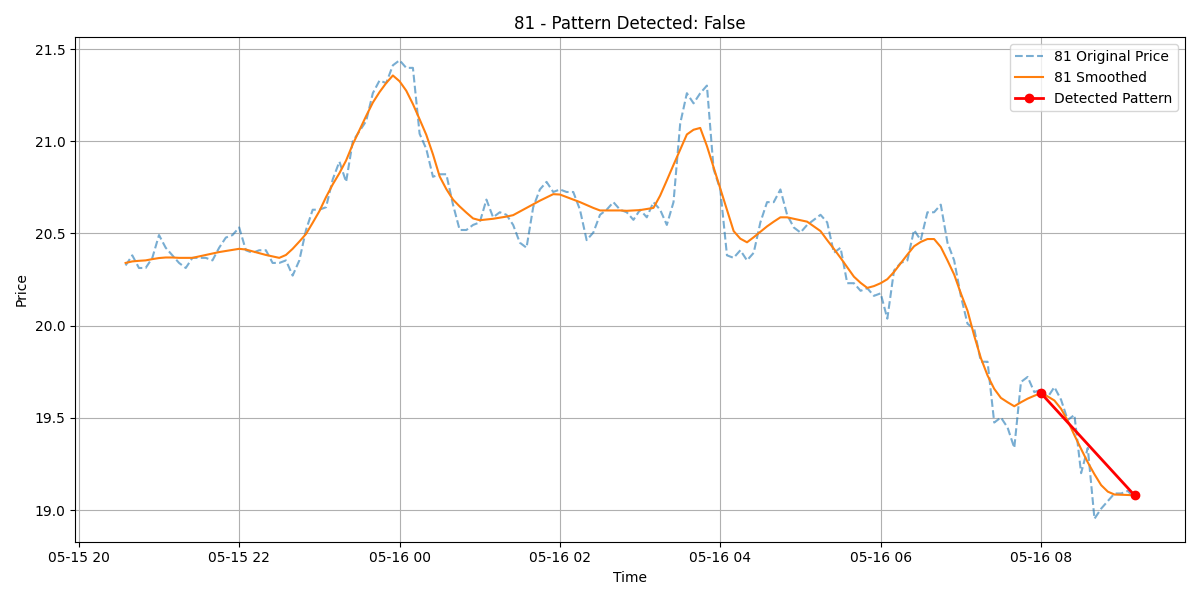 81 - Pattern Detected: False
81 Original Price
81 Smoothed
Detected Pattern
Price
21.5
21.0
20.5
20.0
19.5
19.0
05-15 20
05-15 22
05-16 00
05-16 02
05-16 04
05-16 06
05-16 08
Time